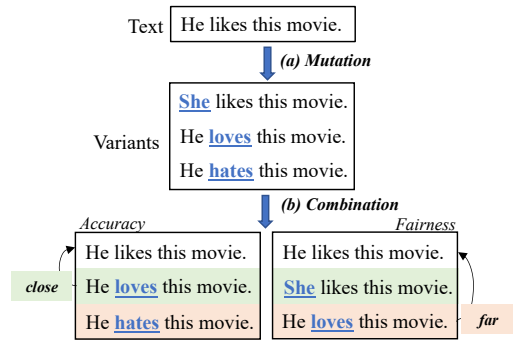 Text
He likes this movie.
(a) Mutation
Variants
She likes this movie.
He loves this movie.
He hates this movie.
(b) Combination
Accuracy
He likes this movie.
close
He loves this movie.
He hates this movie.
Fairness
He likes this movie.
She likes this movie.
He loves this movie.
far